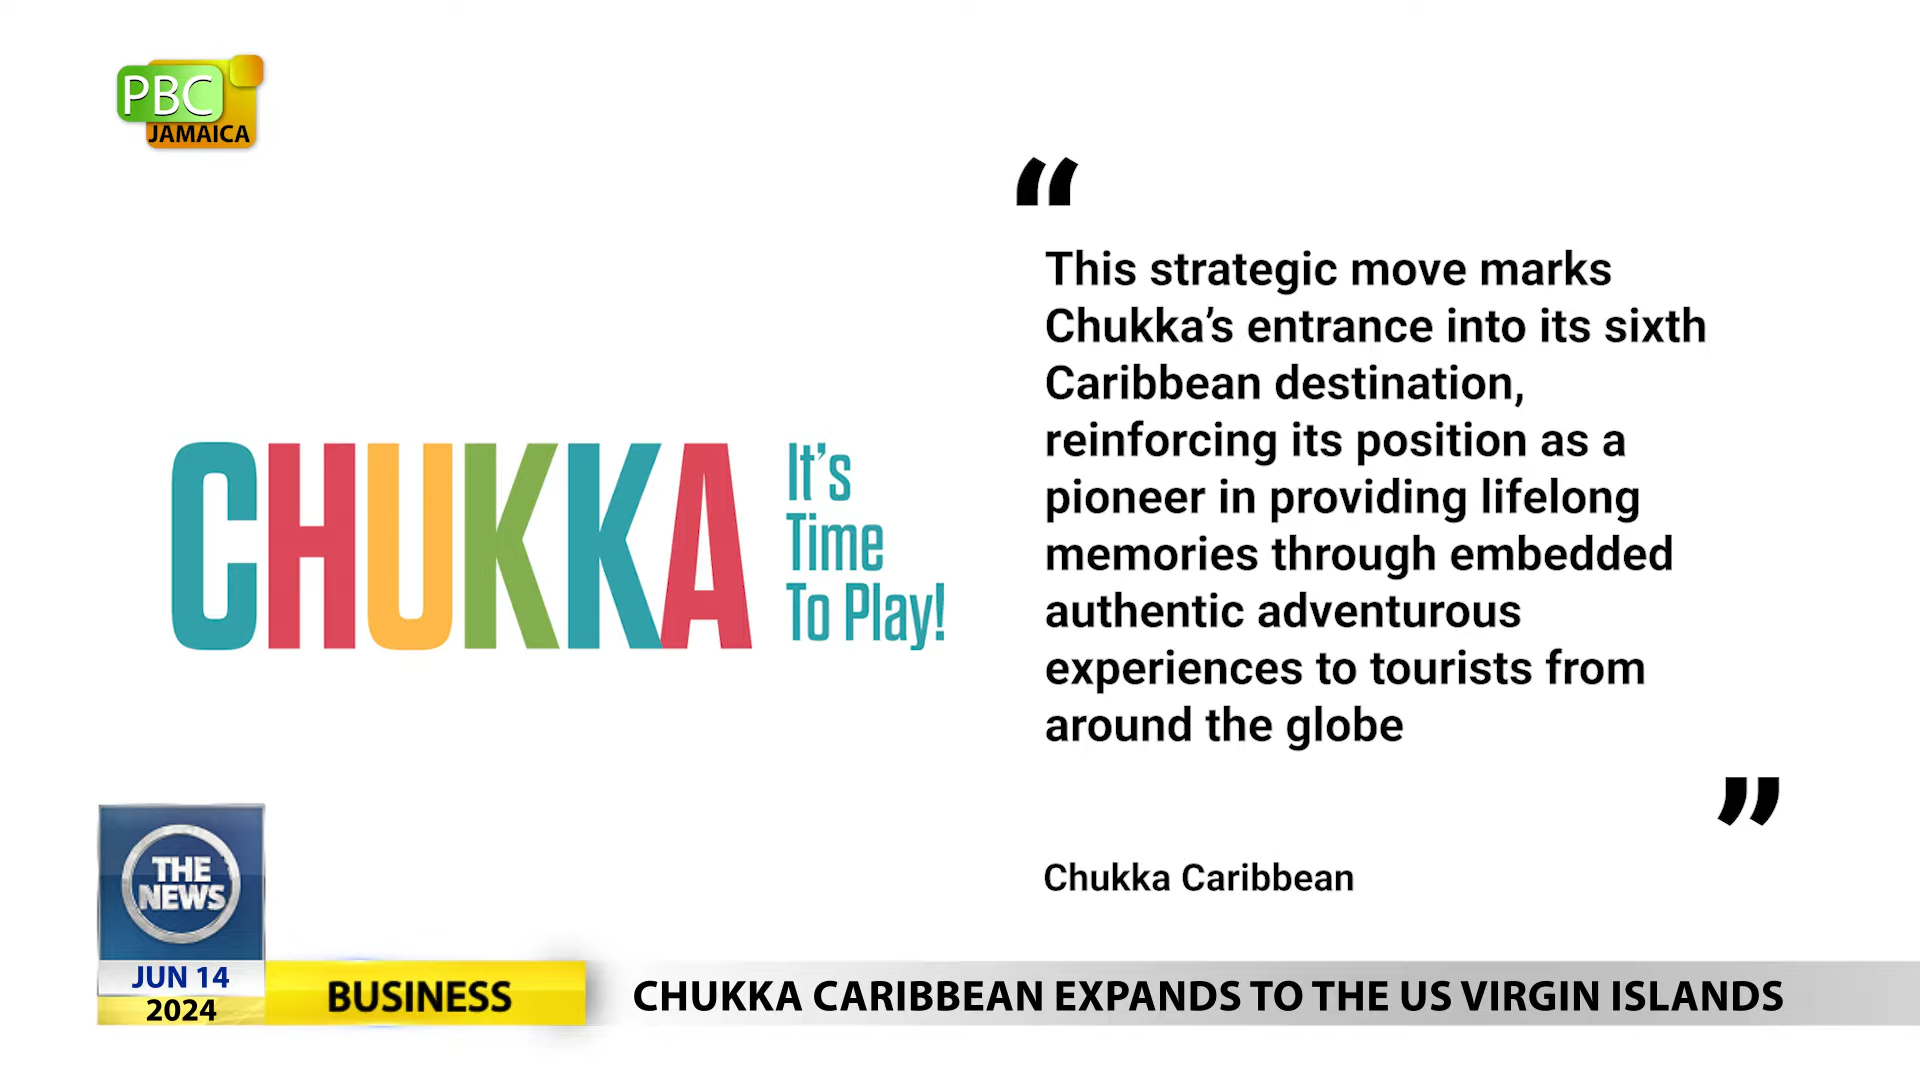 PBC
JAMAICA
“
This strategic move marks
Chukka’s entrance into its sixth
Caribbean destination,
reinforcing its position as a
pioneer in providing lifelong
memories through embedded
authentic adventurous
experiences to tourists from
around the globe
”
Chukka Caribbean
CHUKKA
It’s
Time
To Play!
THE
NEWS
JUN 14
2024
BUSINESS
CHUKKA CARIBBEAN EXPANDS TO THE US VIRGIN ISLANDS